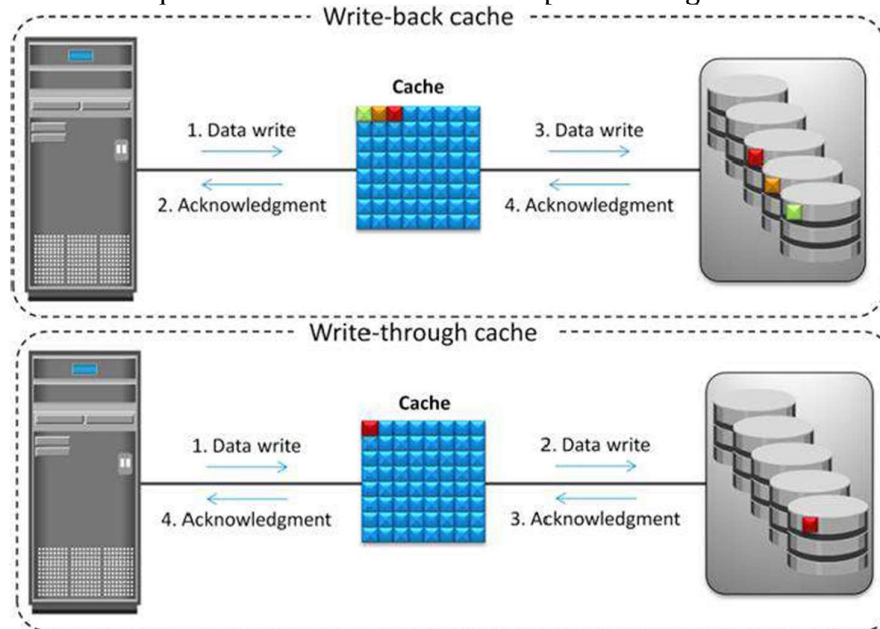 Write-back cache
Cache
1. Data write
3. Data write
2. Acknowledgment
4. Acknowledgment
Write-through cache
Cache
1. Data write
2. Data write
4. Acknowledgment
3. Acknowledgment